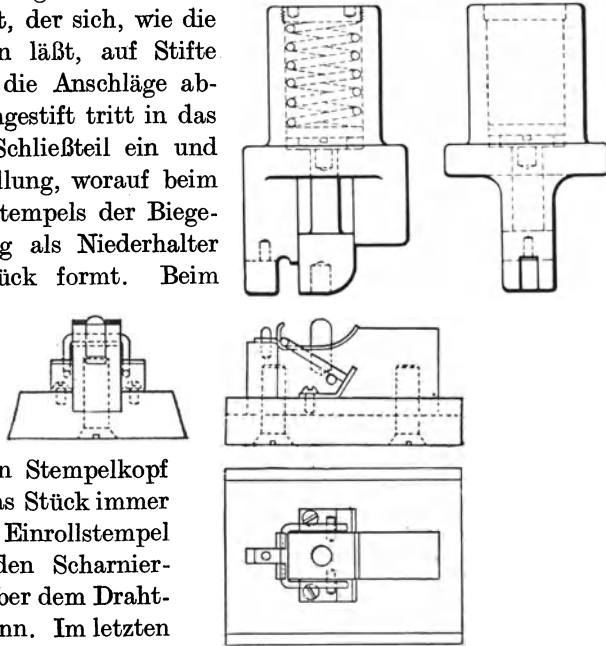 t, der sich, wie die
n läßt, auf Stifte
die Anschläge ab-
ngestift tritt in das
Schließteil ein und
llung, worauf beim
tempels der Biege-
g als Niederhalter
ück formt. Beim
n Stempelkopf
as Stück immer
Einrollstempel
den Scharnier-
ber dem Draht-
nn. Im letzten